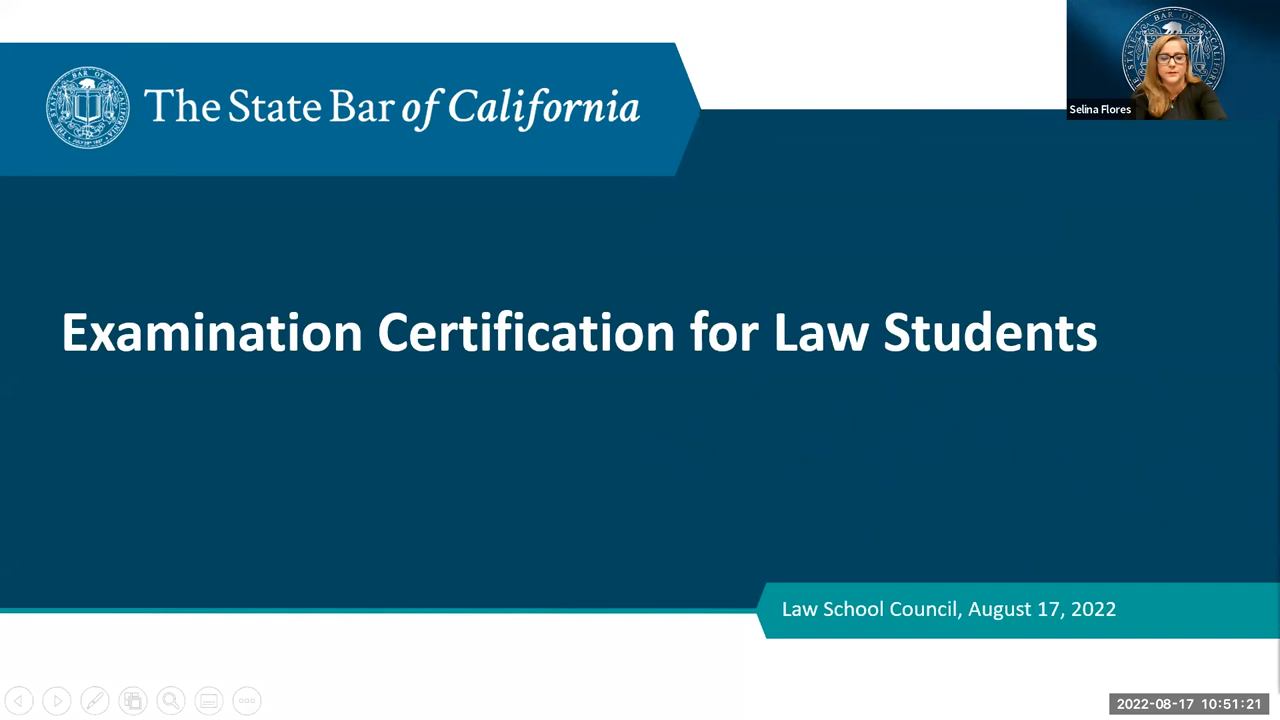 The State Bar of California
Selina Flores
Examination Certification for Law Students
Law School Council, August 17, 2022
2022-08-17 10:51:21